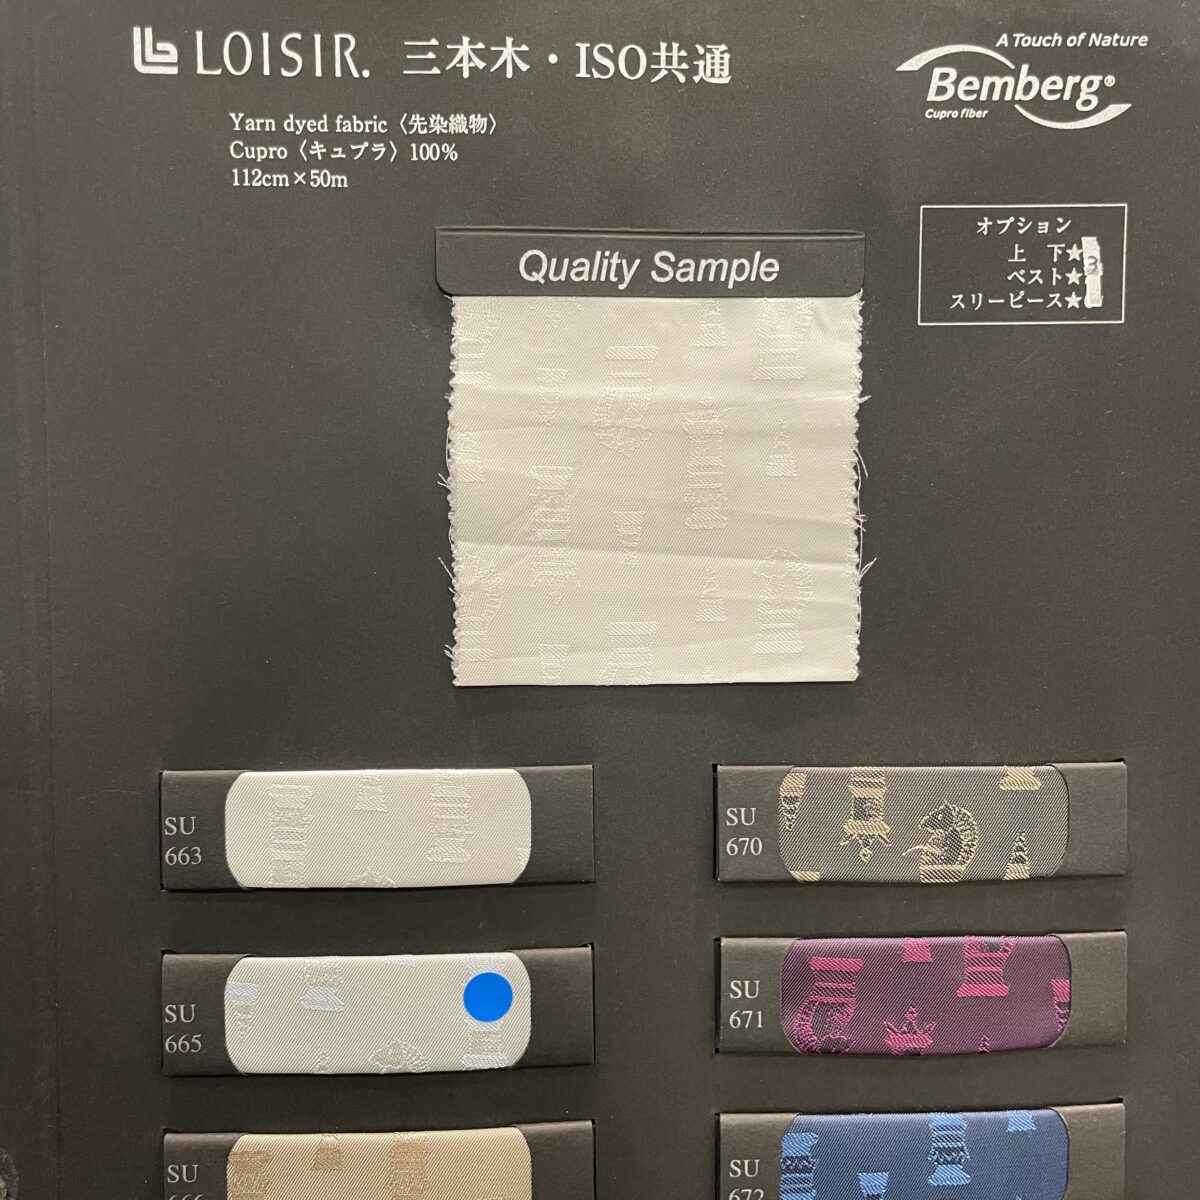 LOISIR. 三本木・ISO共通
Yarn dyed fabric〈先染織物〉
Cupro〈キュプラ〉100%
112cm×50m
A Touch of Nature
Bemberg®
Cupro fiber
オプション
上 下★3
ベスト★
スリーピース★
Quality Sample
SU
663
SU
665
SU
SU
670
SU
671
SU
672